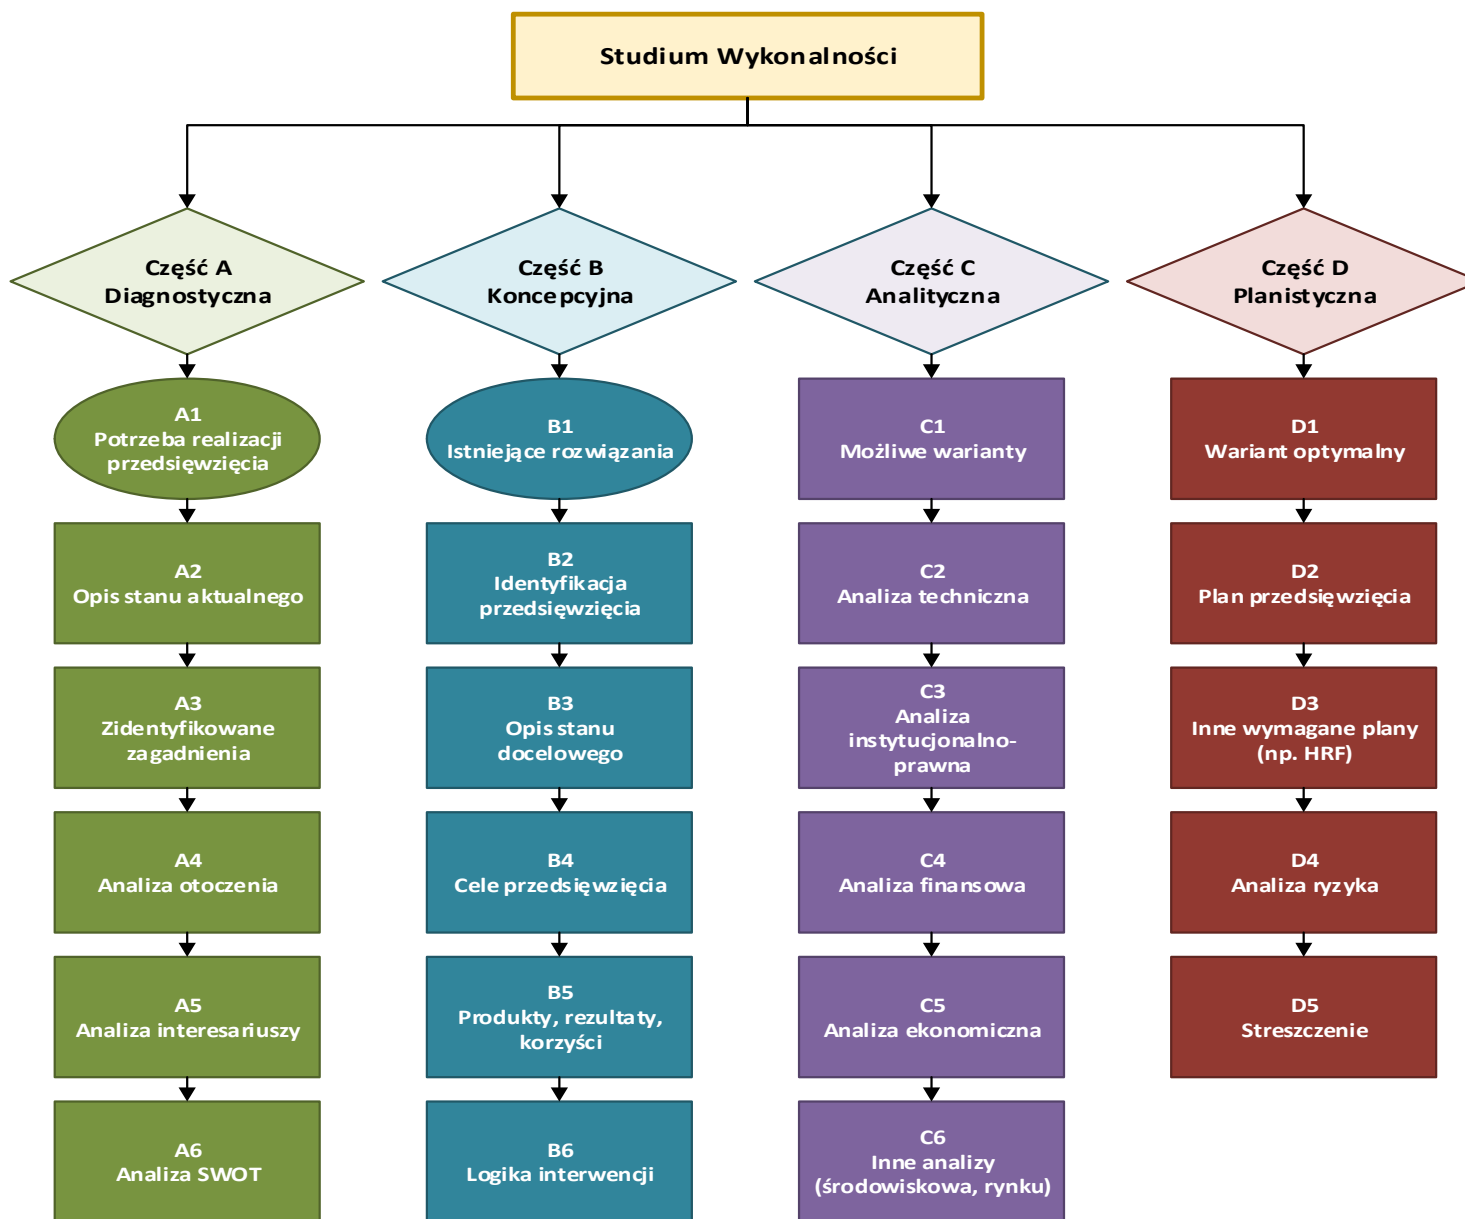 Studium Wykonalności
Część A
Diagnostyczna
Część B
Koncepcyjna
Część C
Analityczna
Część D
Planistyczna
A1
Potrzeba realizacji
przedsięwzięcia
B1
Istniejące rozwiązania
C1
Możliwe warianty
D1
Wariant optymalny
A2
Opis stanu aktualnego
B2
Identyfikacja
przedsięwzięcia
C2
Analiza techniczna
D2
Plan przedsięwzięcia
A3
Zidentyfikowane
zagadnienia
B3
Opis stanu
docelowego
C3
Analiza
instytucjonalno-
prawna
D3
Inne wymagane plany
(np. HRF)
A4
Analiza otoczenia
B4
Cele przedsięwzięcia
C4
Analiza finansowa
D4
Analiza ryzyka
A5
Analiza interesariuszy
B5
Produkty, rezultaty,
korzyści
C5
Analiza ekonomiczna
D5
Streszczenie
A6
Analiza SWOT
B6
Logika interwencji
C6
Inne analizy
(środowiskowa, rynku)